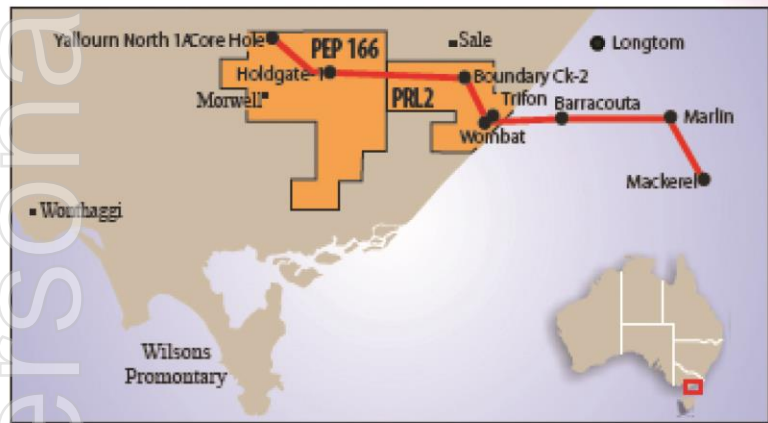 Yallourn North 1A Core Hole
PEP 166
Sale
Longtom
Holdgate-1
Boundary Ck-2
Morwell
PRL2
Trifon
Barracouta
Marlin
Wombat
Mackerel
Wonthaggi
Wilsons
Promontary
ersona